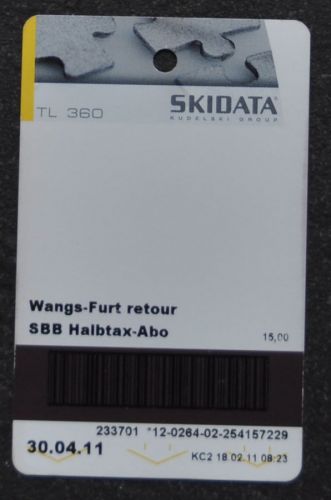 TL 360
SKIDATA
KUDELSKI GROUP
Wangs-Furt retour
SBB Halbtax-Abo 15,00
233701 *12-0264-02-254157229
30.04.11 KC2 18.02.11 08:23